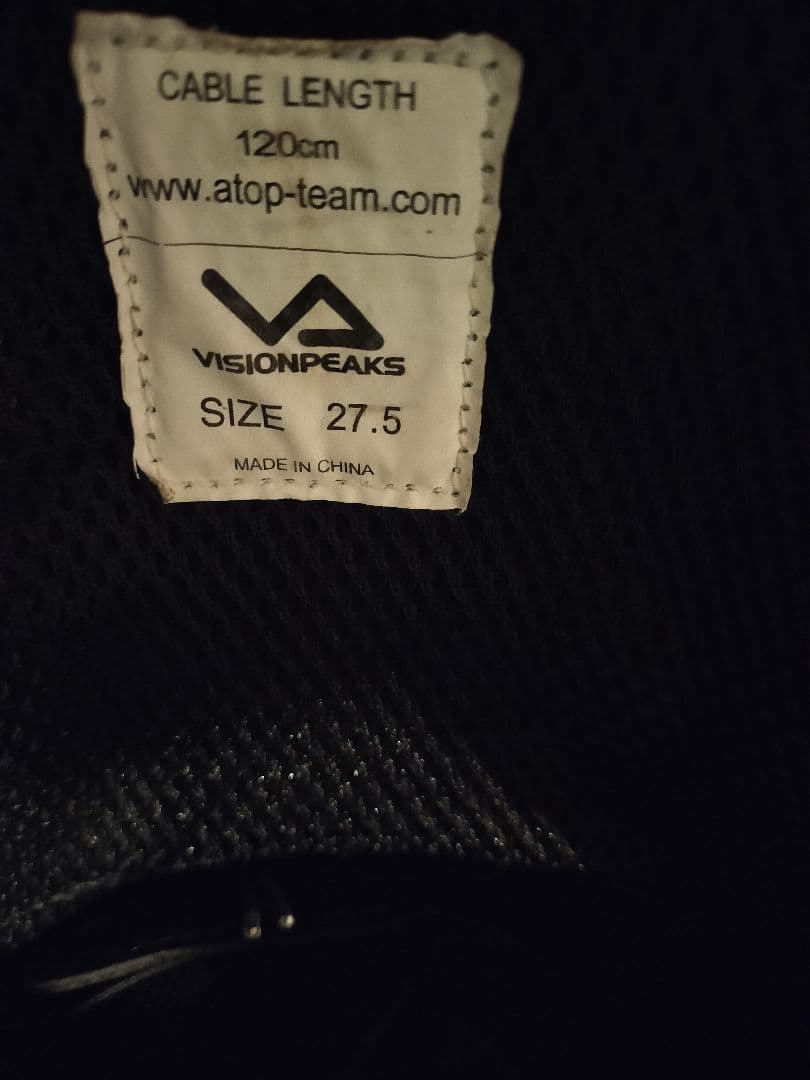 CABLE LENGTH
120cm
www.atop-team.com
VISIONPEAKS
SIZE 27.5
MADE IN CHINA